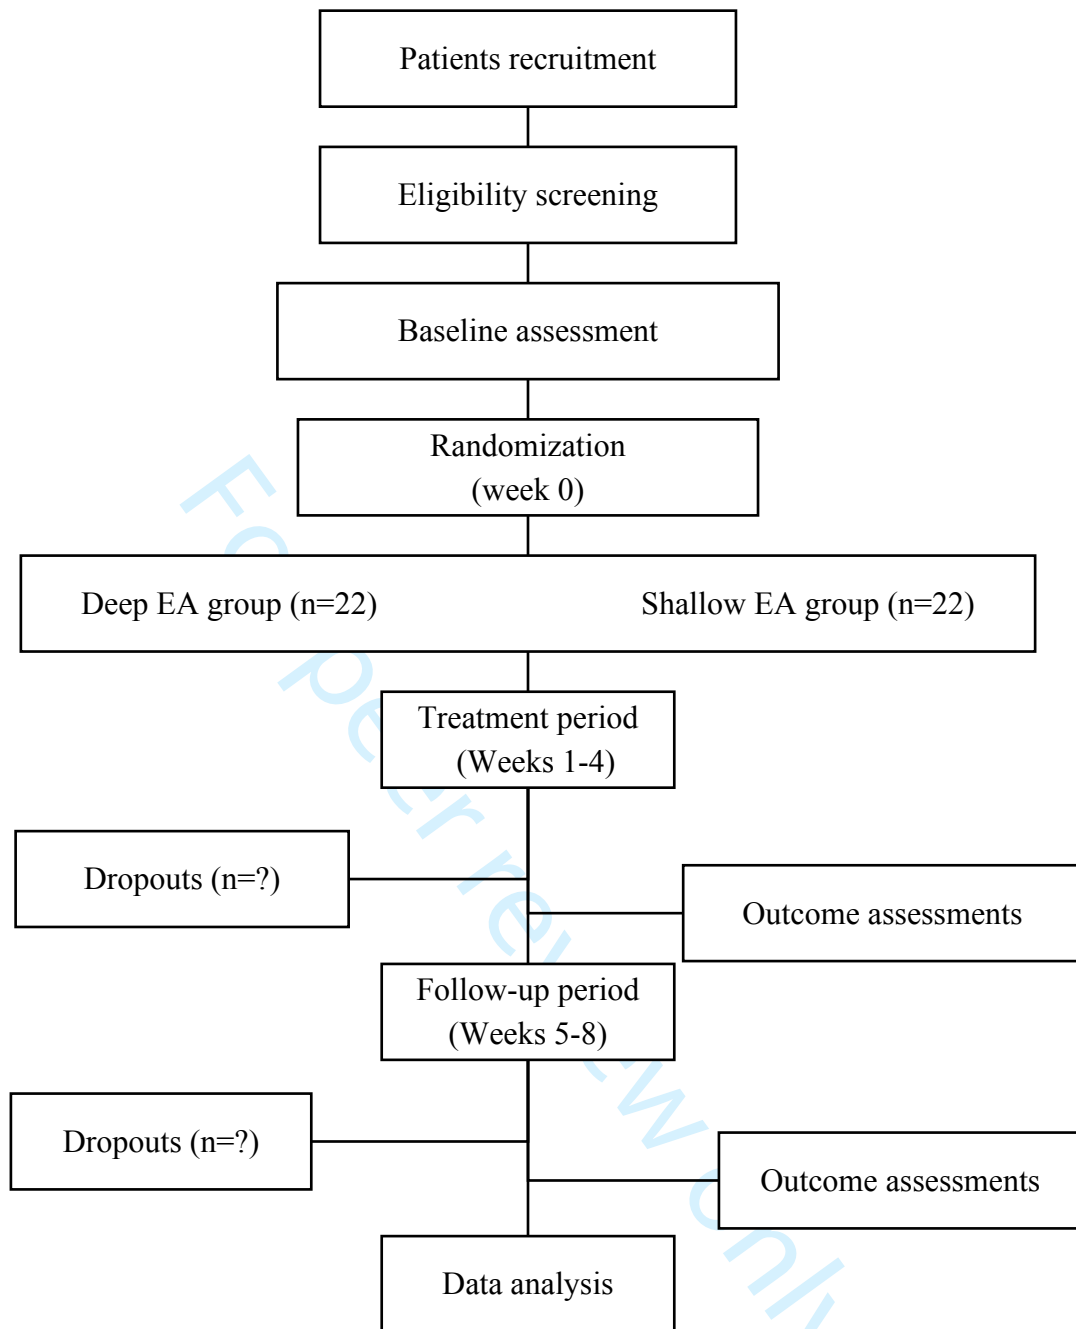 Patients recruitment
Eligibility screening
Baseline assessment
Randomization
(week 0)
Deep EA group (n=22) Shallow EA group (n=22)
Treatment period
(Weeks 1-4)
Dropouts (n=?)
Outcome assessments
Follow-up period
(Weeks 5-8)
Dropouts (n=?)
Outcome assessments
Data analysis
For peer review only